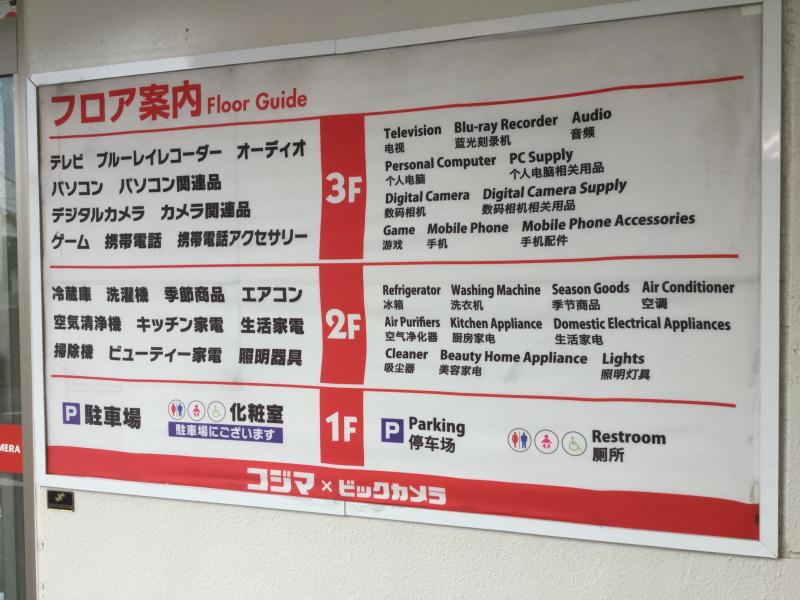 フロア案内 Floor Guide
テレビ ブルーレイレコーダー オーディオ
パソコン パソコン関連品
デジタルカメラ カメラ関連品
ゲーム 携帯電話 携帯電話アクセサリー
3F
Television Blu-ray Recorder Audio
电视 蓝光刻录机 音频
Personal Computer PC Supply
个人电脑 个人电脑相关用品
Digital Camera Digital Camera Supply
数码相机 数码相机相关用品
Game Mobile Phone Mobile Phone Accessories
游戏 手机 手机配件
冷蔵庫 洗濯機 季節商品 エアコン
空気清浄機 キッチン家電 生活家電
掃除機 ビューティー家電 照明器具
2F
Refrigerator Washing Machine Season Goods Air Conditioner
冰箱 洗衣机 季节商品 空调
Air Purifiers Kitchen Appliance Domestic Electrical Appliances
空气净化器 厨房家电 生活家电
Cleaner Beauty Home Appliance Lights
吸尘器 美容家电 照明灯具
P 駐車場 化粧室
駐車場にございます
1F
P Parking Restroom
停车场 厕所
コジマ×ビックカメラ
MERA